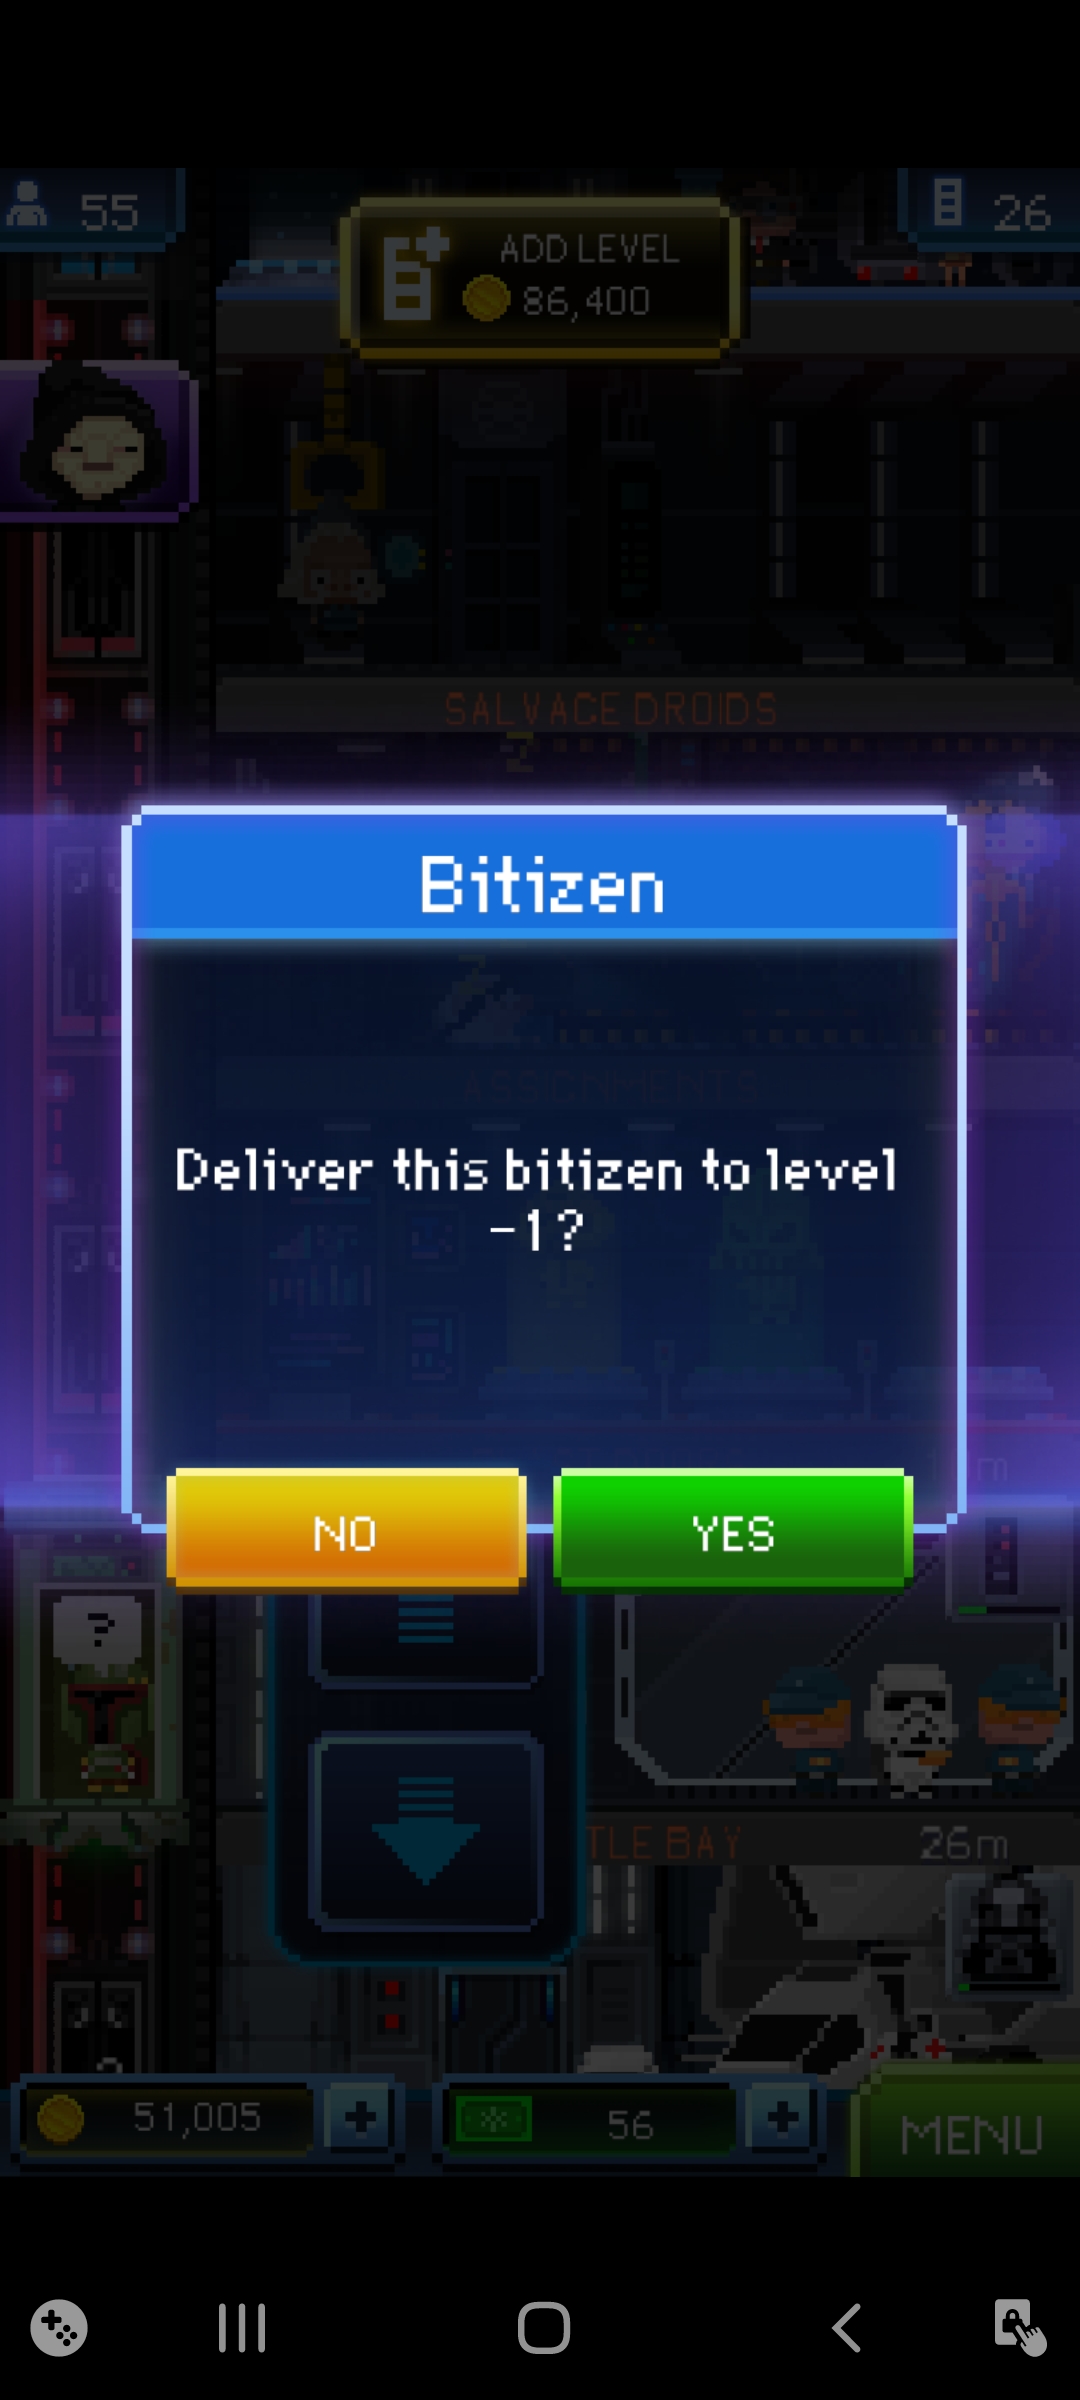 55
26
ADD LEVEL
86,400
SALVAGE DROIDS
Bitizen
ASSIGNMENTS
Deliver this bitizen to level
-1?
NO
YES
?
TLE BAY
26m
51,005
56
MENU